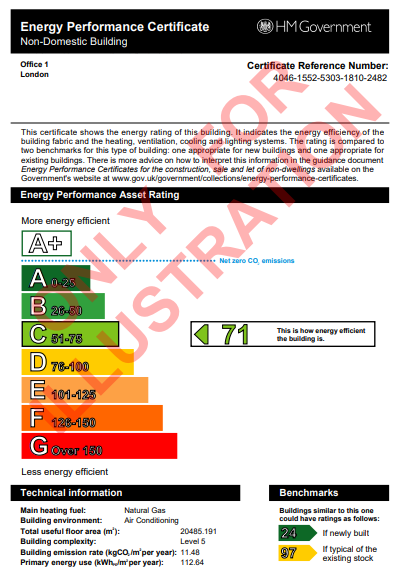 Energy Performance Certificate
Non-Domestic Building
HM Government
Office 1
London
Certificate Reference Number:
4046-1552-5303-1810-2482
This certificate shows the energy rating of this building. It indicates the energy efficiency of the
building fabric and the heating, ventilation, cooling and lighting systems. The rating is compared to
two benchmarks for this type of building: one appropriate for new buildings and one appropriate for
existing buildings. There is more advice on how to interpret this information in the guidance document
Energy Performance Certificates for the construction, sale and let of non-dwellings available on the
Government's website at www.gov.uk/government/collections/energy-performance-certificates.
Energy Performance Asset Rating
More energy efficient
A+
Net zero CO2 emissions
A 0-25
B 26-50
C 51-75
71
This is how energy efficient
the building is.
D 76-100
E 101-125
F 126-150
G Over 150
Less energy efficient
Technical information
Main heating fuel: Natural Gas
Building environment: Air Conditioning
Total useful floor area (m2): 20485.191
Building complexity: Level 5
Building emission rate (kgCO2/m2per year): 11.48
Primary energy use (kWhPE/m2per year): 112.64
Benchmarks
Buildings similar to this one
could have ratings as follows:
24 If newly built
97 If typical of the
existing stock
ONLY FOR
ILLUSTRATION